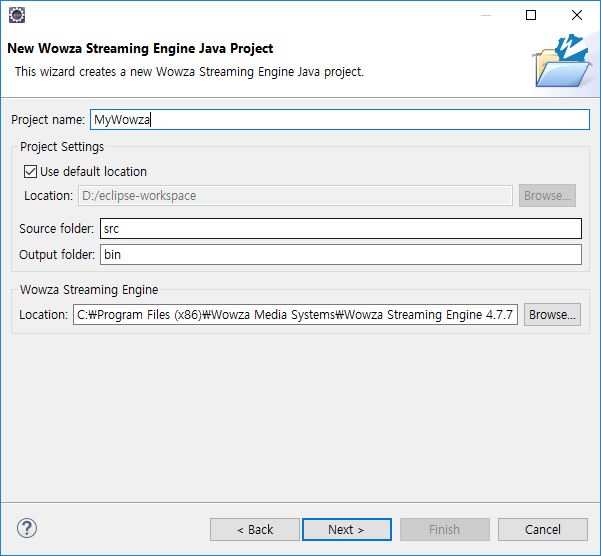 New Wowza Streaming Engine Java Project
This wizard creates a new Wowza Streaming Engine Java project.
Project name: MyWowza
Project Settings
Use default location
Location: D:/eclipse-workspace Browse...
Source folder: src
Output folder: bin
Wowza Streaming Engine
Location: C:₩Program Files (x86)₩Wowza Media Systems₩Wowza Streaming Engine 4.7.7 Browse...
? < Back Next > Finish Cancel